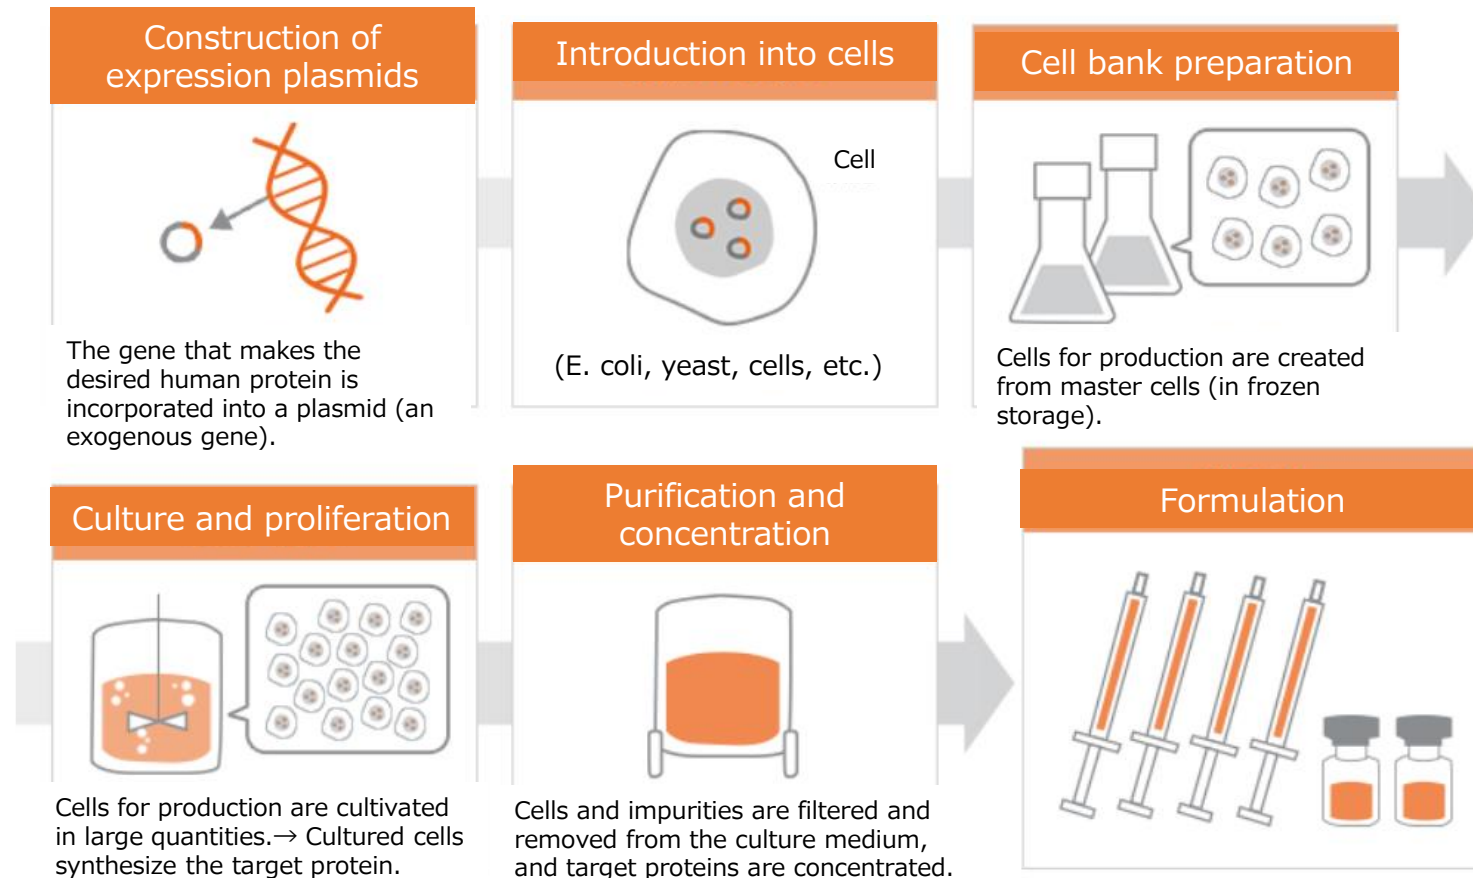 Construction of
expression plasmids
The gene that makes the
desired human protein is
incorporated into a plasmid (an
exogenous gene).
Introduction into cells
Cell
(E. coli, yeast, cells, etc.)
Cell bank preparation
Cells for production are created
from master cells (in frozen
storage).
Culture and proliferation
Cells for production are cultivated
in large quantities.→ Cultured cells
synthesize the target protein.
Purification and
concentration
Cells and impurities are filtered and
removed from the culture medium,
and target proteins are concentrated.
Formulation